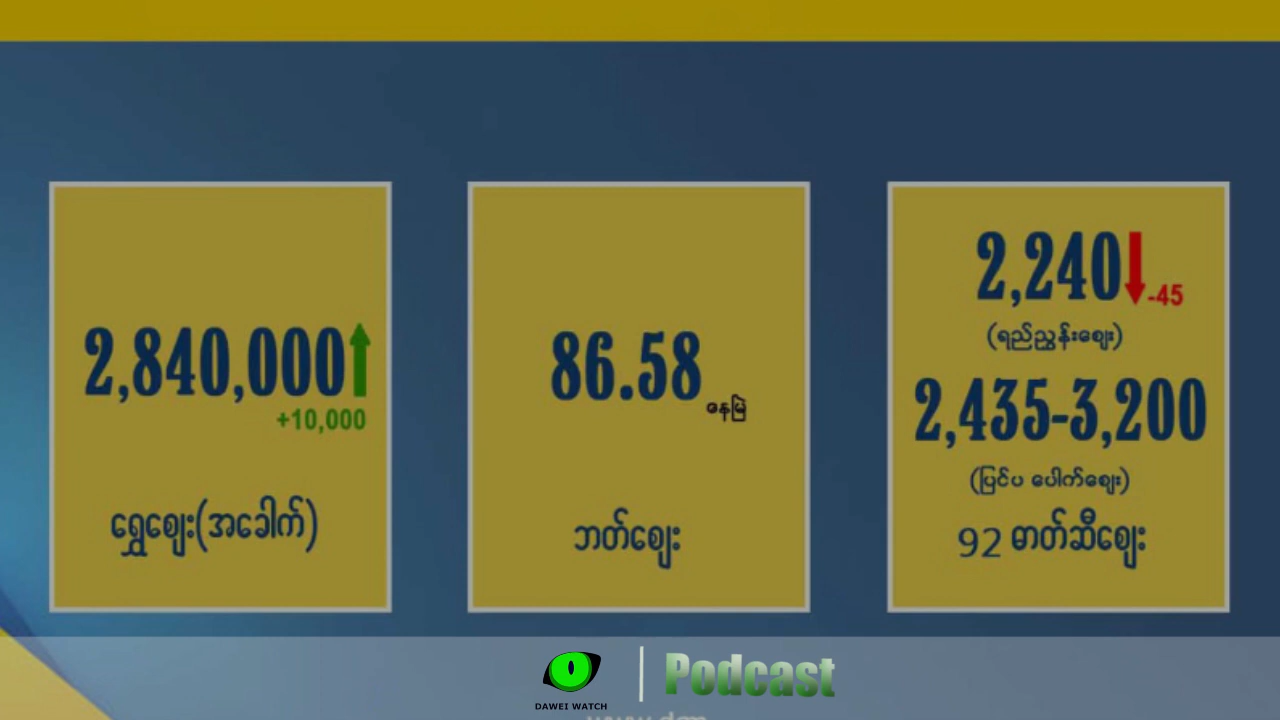 2,840,000
+10,000
ရွှေဈေး(အခေါက်)
86.58
နေမြဲ
ဘတ်ဈေး
2,240
-45
(ရည်ညွှန်းဈေး)
2,435-3,200
(ပြင်ပ ပေါက်ဈေး)
92 ဓာတ်ဆီဈေး
DAWEI WATCH
Podcast